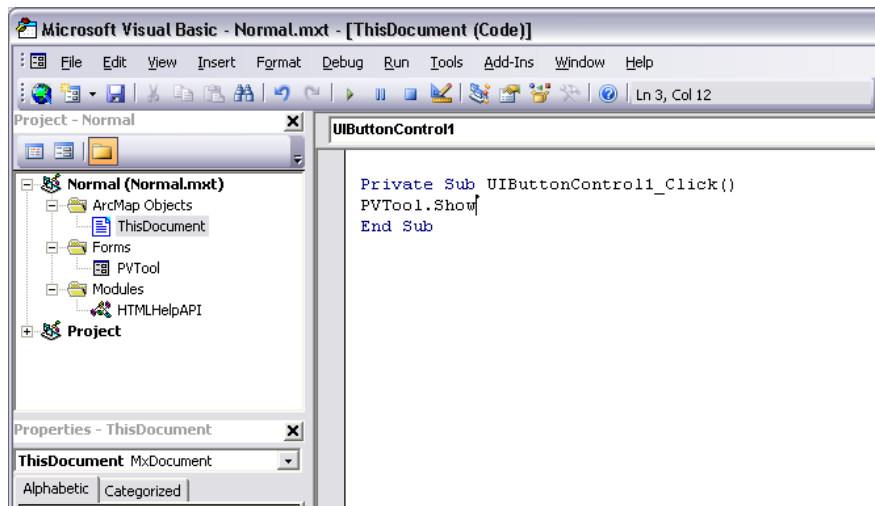 Microsoft Visual Basic - Normal.mxt - [ThisDocument (Code)]
File Edit View Insert Format Debug Run Tools Add-Ins Window Help
Ln 3, Col 12
Project - Normal
Normal (Normal.mxt)
ArcMap Objects
ThisDocument
Forms
PVTool
Modules
HTMLHelpAPI
Project
Properties - ThisDocument
ThisDocument MxDocument
Alphabetic Categorized
UIButtonControl1
Private Sub UIButtonControl1_Click()
PVTool.Show
End Sub